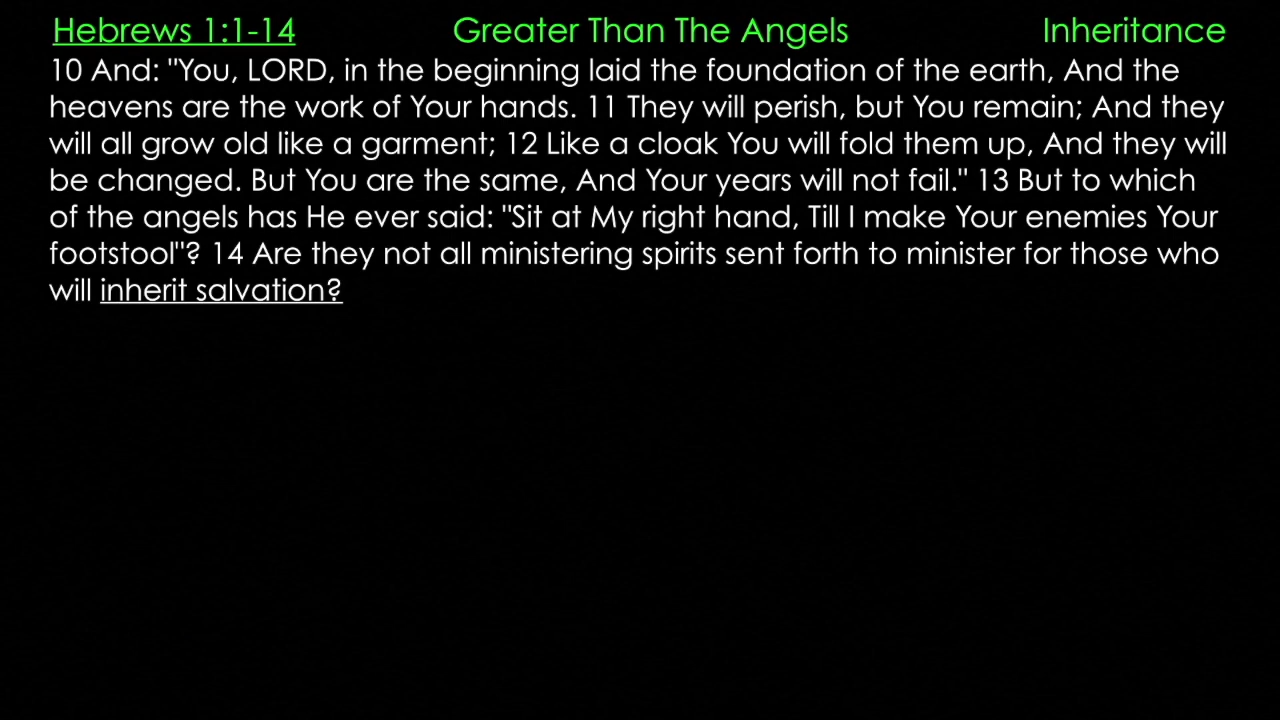 Hebrews 1:1-14 Greater Than The Angels Inheritance
10 And: "You, LORD, in the beginning laid the foundation of the earth, And the
heavens are the work of Your hands. 11 They will perish, but You remain; And they
will all grow old like a garment; 12 Like a cloak You will fold them up, And they will
be changed. But You are the same, And Your years will not fail." 13 But to which
of the angels has He ever said: "Sit at My right hand, Till I make Your enemies Your
footstool"? 14 Are they not all ministering spirits sent forth to minister for those who
will inherit salvation?